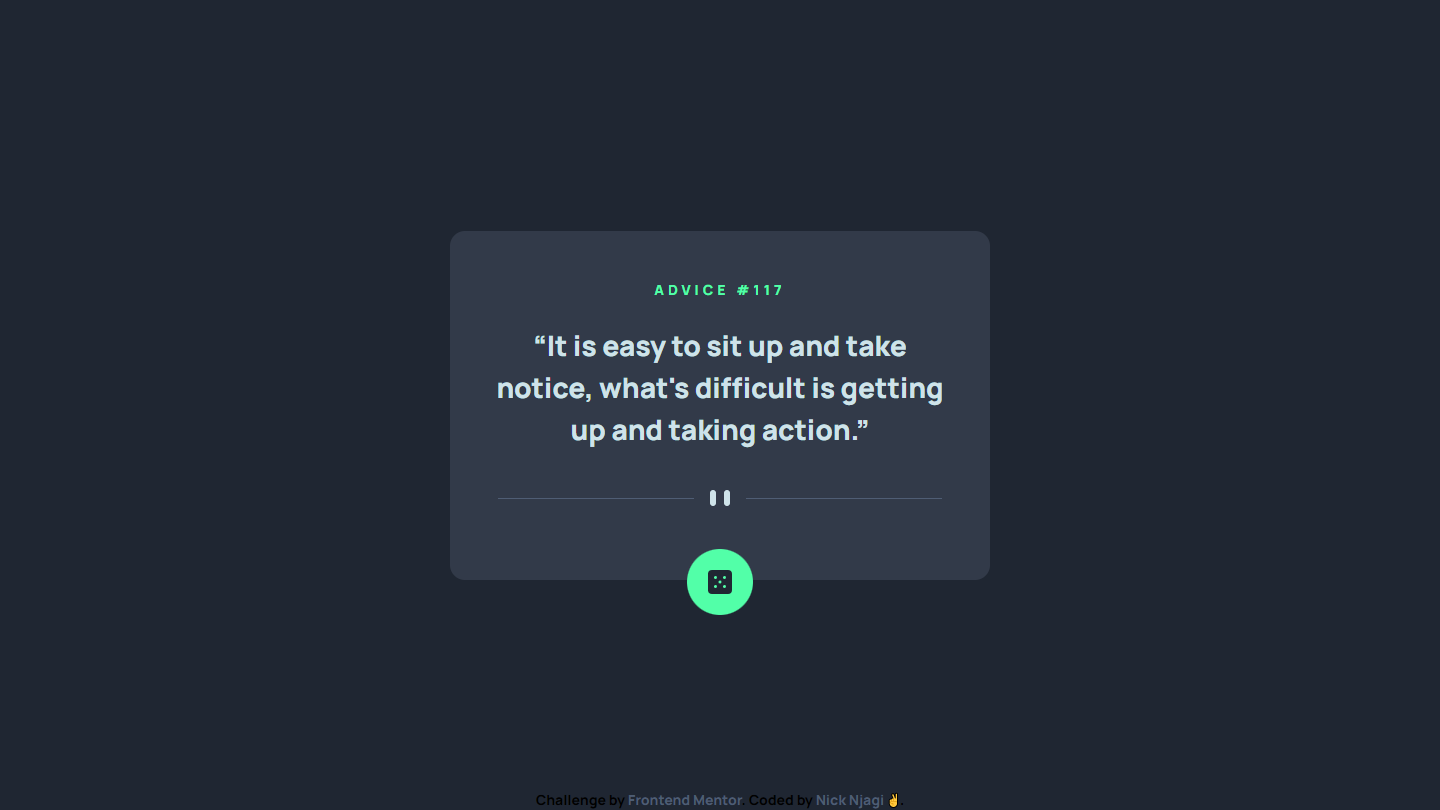 ADVICE #117
“It is easy to sit up and take
notice, what's difficult is getting
up and taking action.”
Challenge by Frontend Mentor. Coded by Nick Njagi ✌.